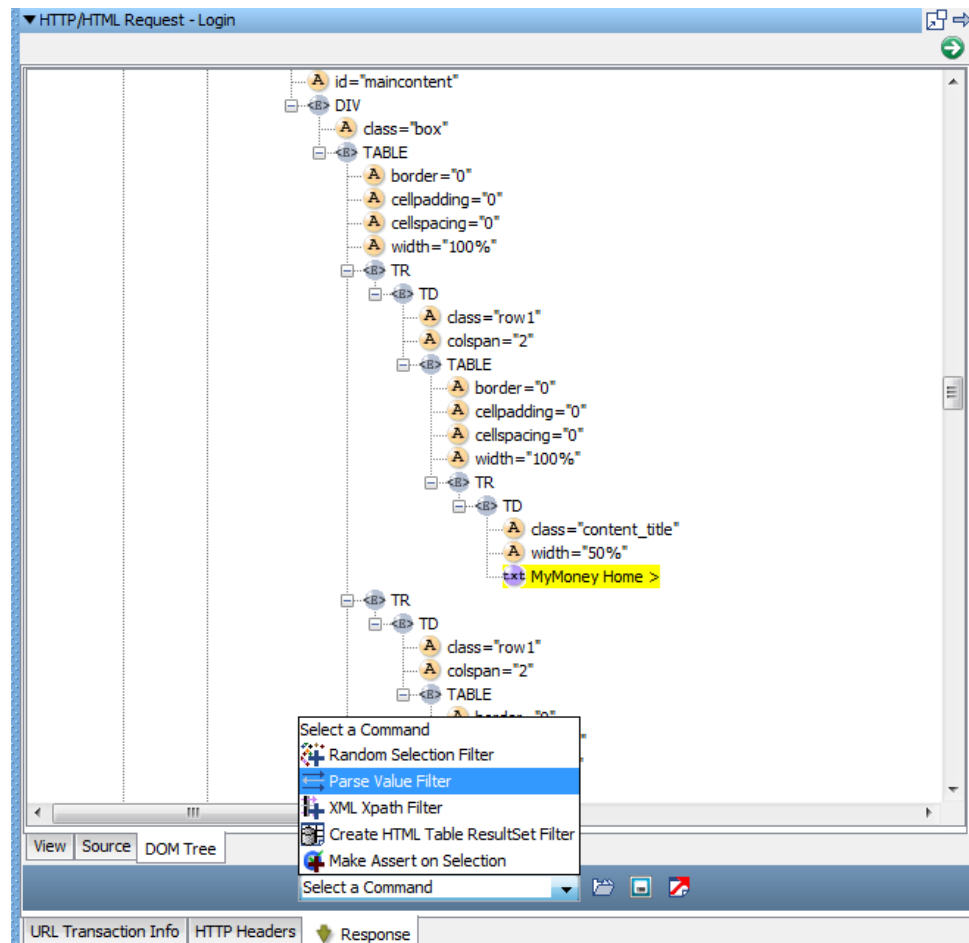 HTTP/HTML Request - Login
A id="maincontent"
<E> DIV
A class="box"
<E> TABLE
A border="0"
A cellpadding="0"
A cellspacing="0"
A width="100%"
<E> TR
<E> TD
A class="row1"
A colspan="2"
<E> TABLE
A border="0"
A cellpadding="0"
A cellspacing="0"
A width="100%"
<E> TR
<E> TD
A class="content_title"
A width="50%"
txt MyMoney Home >
<E> TR
<E> TD
A class="row1"
A colspan="2"
<E> TABLE
A border="0"
Select a Command
Random Selection Filter
Parse Value Filter
XML Xpath Filter
Create HTML Table ResultSet Filter
Make Assert on Selection
View Source DOM Tree
Select a Command
URL Transaction Info HTTP Headers Response